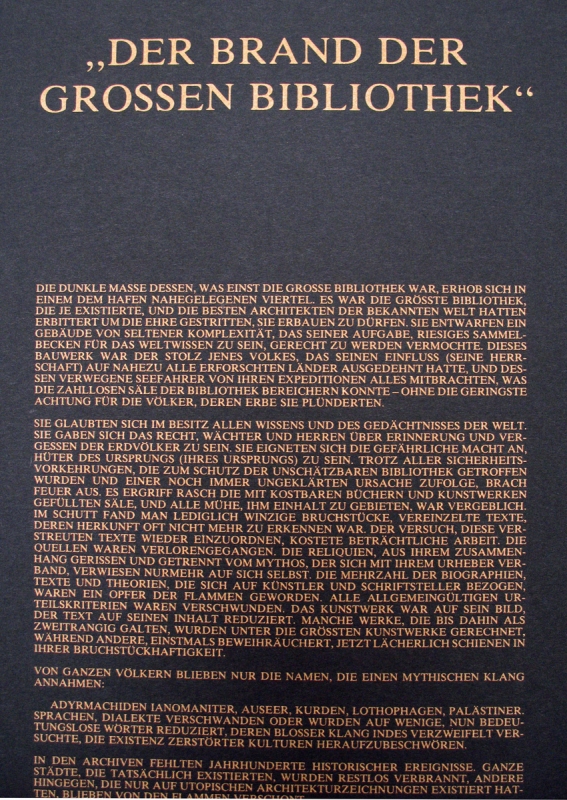 „DER BRAND DER
GROSSEN BIBLIOTHEK“
DIE DUNKLE MASSE DESSEN, WAS EINST DIE GROSSE BIBLIOTHEK WAR, ERHOB SICH IN
EINEM DEM HAFEN NAHEGELEGENEN VIERTEL. ES WAR DIE GRÖSSTE BIBLIOTHEK,
DIE JE EXISTIERTE, UND DIE BESTEN ARCHITEKTEN DER BEKANNTEN WELT HATTEN
ERBITTERT UM DIE EHRE GESTRITTEN, SIE ERBAUEN ZU DÜRFEN. SIE ENTWARFEN EIN
GEBÄUDE VON SELTENER KOMPLEXITÄT, DAS SEINER AUFGABE, RIESIGES SAMMEL-
BECKEN FÜR DAS WELTWISSEN ZU SEIN, GERECHT ZU WERDEN VERMOCHTE. DIESES
BAUWERK WAR DER STOLZ JENES VOLKES, DAS SEINEN EINFLUSS (SEINE HERR-
SCHAFT) AUF NAHEZU ALLE ERFORSCHTEN LÄNDER AUSGEDEHNT HATTE, UND DES-
SEN VERWEGENE SEEFAHRER VON IHREN EXPEDITIONEN ALLES MITBRACHTEN, WAS
DIE ZAHLLOSEN SÄLE DER BIBLIOTHEK BEREICHERN KONNTE – OHNE DIE GERINGSTE
ACHTUNG FÜR DIE VÖLKER, DEREN ERBE SIE PLÜNDERTEN.
SIE GLAUBTEN SICH IM BESITZ ALLEN WISSENS UND DES GEDÄCHTNISSES DER WELT.
SIE GABEN SICH DAS RECHT, WÄCHTER UND HERREN ÜBER ERINNERUNG UND VER-
GESSEN DER ERDVÖLKER ZU SEIN. SIE EIGNETEN SICH DIE GEFÄHRLICHE MACHT AN,
HÜTER DES URSPRUNGS (IHRES URSPRUNGS) ZU SEIN. TROTZ ALLER SICHERHEITS-
VORKEHRUNGEN, DIE ZUM SCHUTZ DER UNSCHÄTZBAREN BIBLIOTHEK GETROFFEN
WURDEN UND EINER NOCH IMMER UNGEKLÄRTEN URSACHE ZUFOLGE, BRACH
FEUER AUS. ES ERGRIFF RASCH DIE MIT KOSTBAREN BÜCHERN UND KUNSTWERKEN
GEFÜLLTEN SÄLE, UND ALLE MÜHE, IHM EINHALT ZU GEBIETEN, WAR VERGEBLICH.
IM SCHUTT FAND MAN LEDIGLICH WINZIGE BRUCHSTÜCKE, VEREINZELTE TEXTE,
DEREN HERKUNFT OFT NICHT MEHR ZU ERKENNEN WAR. DER VERSUCH, DIESE VER-
STREUTEN TEXTE WIEDER EINZUORDNEN, KOSTETE BETRÄCHTLICHE ARBEIT. DIE
QUELLEN WAREN VERLORENGEGANGEN. DIE RELIQUIEN, AUS IHREM ZUSAMMEN-
HANG GERISSEN UND GETRENNT VOM MYTHOS, DER SICH MIT IHREM URHEBER VER-
BAND, VERWIESEN NURMEHR AUF SICH SELBST. DIE MEHRZAHL DER BIOGRAPHIEN,
TEXTE UND THEORIEN, DIE SICH AUF KÜNSTLER UND SCHRIFTSTELLER BEZOGEN,
WAREN EIN OPFER DER FLAMMEN GEWORDEN. ALLE ALLGEMEINGÜLTIGEN UR-
TEILSKRITERIEN WAREN VERSCHWUNDEN. DAS KUNSTWERK WAR AUF SEIN BILD,
DER TEXT AUF SEINEN INHALT REDUZIERT. MANCHE WERKE, DIE BIS DAHIN ALS
ZWEITRANGIG GALTEN, WURDEN UNTER DIE GRÖSSTEN KUNSTWERKE GERECHNET,
WÄHREND ANDERE, EINSTMALS BEWEIHRÄUCHERT, JETZT LÄCHERLICH SCHIENEN IN
IHRER BRUCHSTÜCKHAFTIGKEIT.
VON GANZEN VÖLKERN BLIEBEN NUR DIE NAMEN, DIE EINEN MYTHISCHEN KLANG
ANNAHMEN:
ADYRMACHIDEN IANOMANITER, AUSEER, KURDEN, LOTHOPHAGEN, PALÄSTINER.
SPRACHEN, DIALEKTE VERSCHWANDEN ODER WURDEN AUF WENIGE, NUN BEDEU-
TUNGSLOSE WÖRTER REDUZIERT, DEREN BLOSSER KLANG INDES VERZWEIFELT VER-
SUCHTE, DIE EXISTENZ ZERSTÖRTER KULTUREN HERAUFZUBESCHWÖREN.
IN DEN ARCHIVEN FEHLTEN JAHRHUNDERTE HISTORISCHER EREIGNISSE. GANZE
STÄDTE, DIE TATSÄCHLICH EXISTIERTEN, WURDEN RESTLOS VERBRANNT, ANDERE
HINGEGEN, DIE NUR AUF UTOPISCHEN ARCHITEKTURZEICHNUNGEN EXISTIERT HAT-
TEN, BLIEBEN VON DEN FLAMMEN VERSCHONT